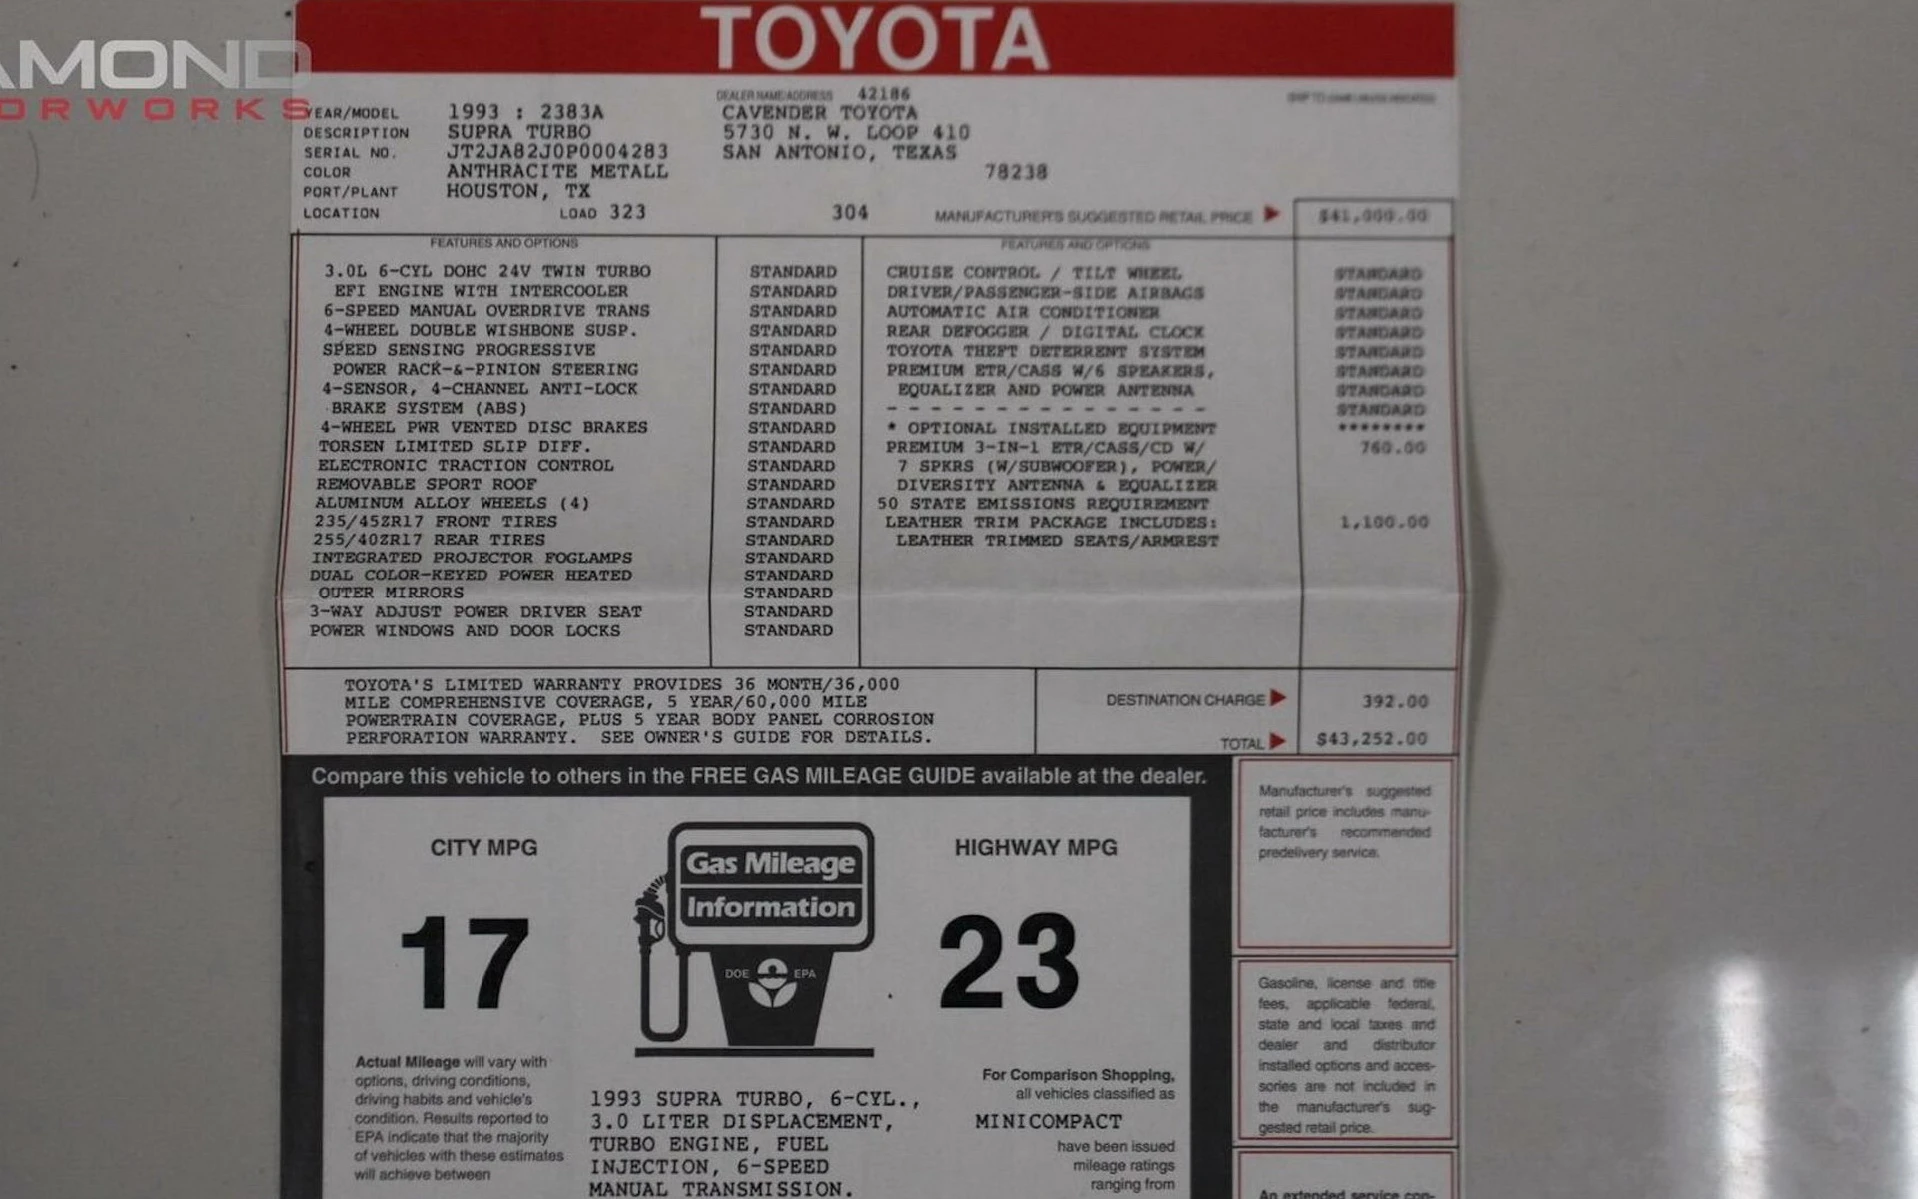 AMOND
ORWORKS
TOYOTA
YEAR/MODEL 1993 : 2383A
DESCRIPTION SUPRA TURBO
SERIAL NO. JT2JA82J0P0004283
COLOR ANTHRACITE METALL
PORT/PLANT HOUSTON, TX
LOCATION LOAD 323 304
DEALER NAME/ADDRESS 42186
CAVENDER TOYOTA
5730 N. W. LOOP 410
SAN ANTONIO, TEXAS
78238
MANUFACTURER'S SUGGESTED RETAIL PRICE $41,000.00
FEATURES AND OPTIONS
3.0L 6-CYL DOHC 24V TWIN TURBO STANDARD
EFI ENGINE WITH INTERCOOLER STANDARD
6-SPEED MANUAL OVERDRIVE TRANS STANDARD
4-WHEEL DOUBLE WISHBONE SUSP. STANDARD
SPEED SENSING PROGRESSIVE STANDARD
POWER RACK-&-PINION STEERING STANDARD
4-SENSOR, 4-CHANNEL ANTI-LOCK STANDARD
BRAKE SYSTEM (ABS) STANDARD
4-WHEEL PWR VENTED DISC BRAKES STANDARD
TORSEN LIMITED SLIP DIFF. STANDARD
ELECTRONIC TRACTION CONTROL STANDARD
REMOVABLE SPORT ROOF STANDARD
ALUMINUM ALLOY WHEELS (4) STANDARD
235/45ZR17 FRONT TIRES STANDARD
255/40ZR17 REAR TIRES STANDARD
INTEGRATED PROJECTOR FOGLAMPS STANDARD
DUAL COLOR-KEYED POWER HEATED STANDARD
OUTER MIRRORS STANDARD
3-WAY ADJUST POWER DRIVER SEAT STANDARD
POWER WINDOWS AND DOOR LOCKS STANDARD
FEATURES AND OPTIONS
CRUISE CONTROL / TILT WHEEL STANDARD
DRIVER/PASSENGER-SIDE AIRBAGS STANDARD
AUTOMATIC AIR CONDITIONER STANDARD
REAR DEFOGGER / DIGITAL CLOCK STANDARD
TOYOTA THEFT DETERRENT SYSTEM STANDARD
PREMIUM ETR/CASS W/6 SPEAKERS, STANDARD
EQUALIZER AND POWER ANTENNA STANDARD
- - - - - - - - - - - - - - - STANDARD
* OPTIONAL INSTALLED EQUIPMENT ********
PREMIUM 3-IN-1 ETR/CASS/CD W/ 760.00
7 SPKRS (W/SUBWOOFER), POWER/
DIVERSITY ANTENNA & EQUALIZER
50 STATE EMISSIONS REQUIREMENT
LEATHER TRIM PACKAGE INCLUDES: 1,100.00
LEATHER TRIMMED SEATS/ARMREST
TOYOTA'S LIMITED WARRANTY PROVIDES 36 MONTH/36,000
MILE COMPREHENSIVE COVERAGE, 5 YEAR/60,000 MILE
POWERTRAIN COVERAGE, PLUS 5 YEAR BODY PANEL CORROSION
PERFORATION WARRANTY. SEE OWNER'S GUIDE FOR DETAILS.
DESTINATION CHARGE 392.00
TOTAL $43,252.00
Compare this vehicle to others in the FREE GAS MILEAGE GUIDE available at the dealer.
CITY MPG
17
Gas Mileage
Information
DOE EPA
HIGHWAY MPG
23
Actual Mileage will vary with
options, driving conditions,
driving habits and vehicle's
condition. Results reported to
EPA indicate that the majority
of vehicles with these estimates
will achieve between
1993 SUPRA TURBO, 6-CYL.,
3.0 LITER DISPLACEMENT,
TURBO ENGINE, FUEL
INJECTION, 6-SPEED
MANUAL TRANSMISSION.
For Comparison Shopping,
all vehicles classified as
MINICOMPACT
have been issued
mileage ratings
ranging from
Manufacturer's suggested
retail price includes manu-
facturer's recommended
predelivery service.
Gasoline, license and title
fees, applicable federal,
state and local taxes and
dealer and distributor
installed options and acces-
sories are not included in
the manufacturer's sug-
gested retail price.
An extended service con-